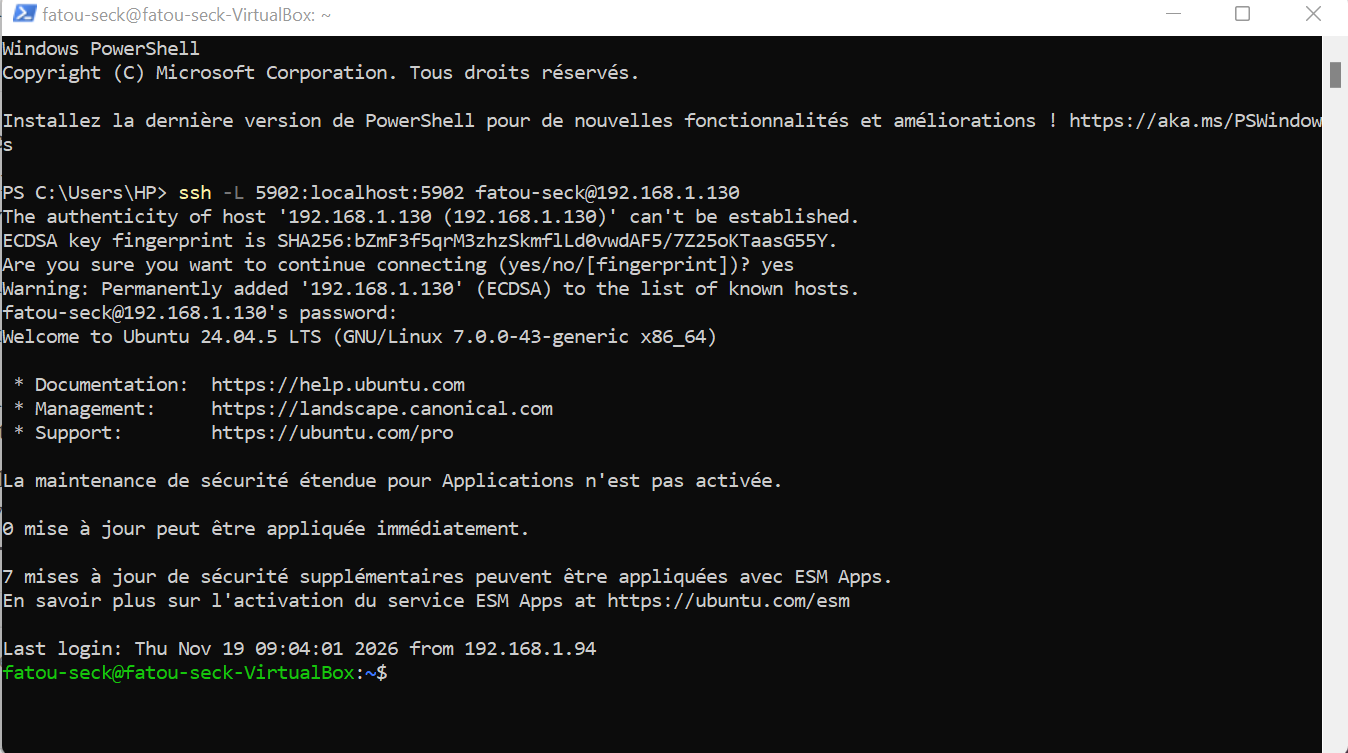 fatou-seck@fatou-seck-VirtualBox: ~
Windows PowerShell
Copyright (C) Microsoft Corporation. Tous droits réservés.
Installez la dernière version de PowerShell pour de nouvelles fonctionnalités et améliorations ! https://aka.ms/PSWindow
s
PS C:\Users\HP> ssh -L 5902:localhost:5902 fatou-seck@192.168.1.130
The authenticity of host '192.168.1.130 (192.168.1.130)' can't be established.
ECDSA key fingerprint is SHA256:bZmF3f5qrM3zhzSkmflLd0vwdAF5/7Z25oKTaasG55Y.
Are you sure you want to continue connecting (yes/no/[fingerprint])? yes
Warning: Permanently added '192.168.1.130' (ECDSA) to the list of known hosts.
fatou-seck@192.168.1.130's password:
Welcome to Ubuntu 24.04.5 LTS (GNU/Linux 7.0.0-43-generic x86_64)
 * Documentation:  https://help.ubuntu.com
 * Management:     https://landscape.canonical.com
 * Support:        https://ubuntu.com/pro
La maintenance de sécurité étendue pour Applications n'est pas activée.
0 mise à jour peut être appliquée immédiatement.
7 mises à jour de sécurité supplémentaires peuvent être appliquées avec ESM Apps.
En savoir plus sur l'activation du service ESM Apps at https://ubuntu.com/esm
Last login: Thu Nov 19 09:04:01 2026 from 192.168.1.94
fatou-seck@fatou-seck-VirtualBox:~$